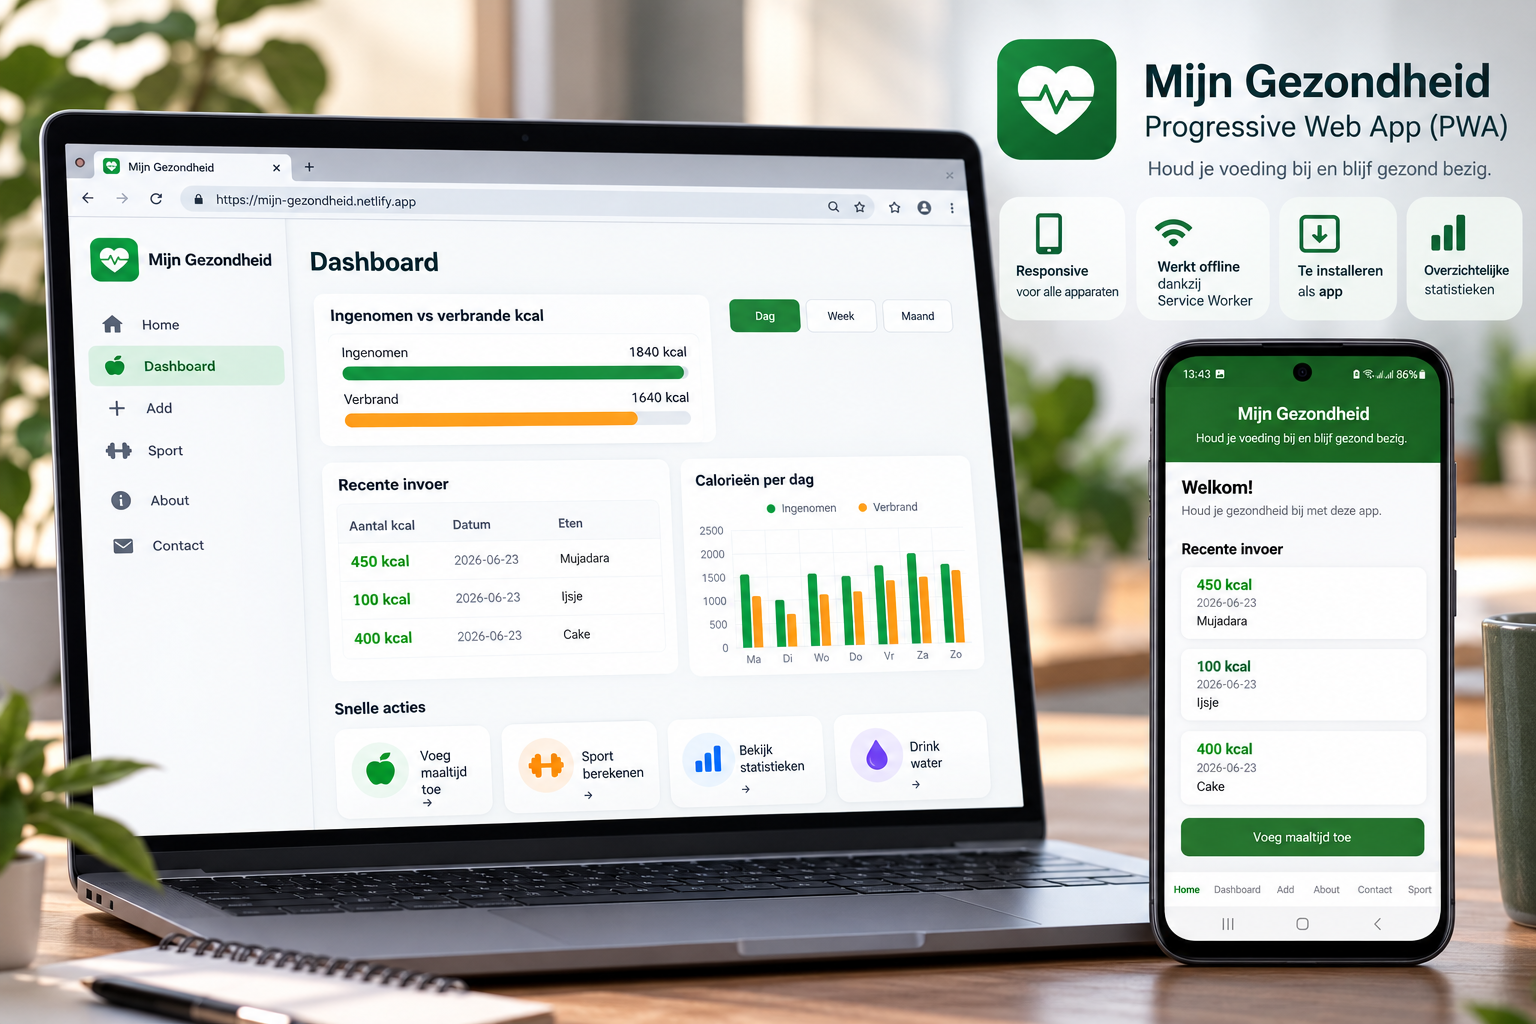 Mijn Gezondheid
Progressive Web App (PWA)
Houd je voeding bij en blijf gezond bezig.
Responsive
voor alle apparaten
Werkt offline
dankzij
Service Worker
Te installeren
als app
Overzichtelijke
statistieken
Mijn Gezondheid
https://mijn-gezondheid.netlify.app
Mijn Gezondheid
Home
Dashboard
Add
Sport
About
Contact
Dashboard
Ingenomen vs verbrande kcal
Ingenomen 1840 kcal
Verbrand 1640 kcal
Dag Week Maand
Recente invoer
Aantal kcal Datum Eten
450 kcal 2026-06-23 Mujadara
100 kcal 2026-06-23 Ijsje
400 kcal 2026-06-23 Cake
Calorieën per dag
Ingenomen Verbrand
2500
2000
1500
1000
500
0
Ma Di Wo Do Vr Za Zo
Snelle acties
Voeg
maaltijd
toe
→
Sport
berekenen
→
Bekijk
statistieken
→
Drink
water
→
13:43 86%
Mijn Gezondheid
Houd je voeding bij en blijf gezond bezig.
Welkom!
Houd je gezondheid bij met deze app.
Recente invoer
450 kcal
2026-06-23
Mujadara
100 kcal
2026-06-23
Ijsje
400 kcal
2026-06-23
Cake
Voeg maaltijd toe
Home Dashboard Add About Contact Sport